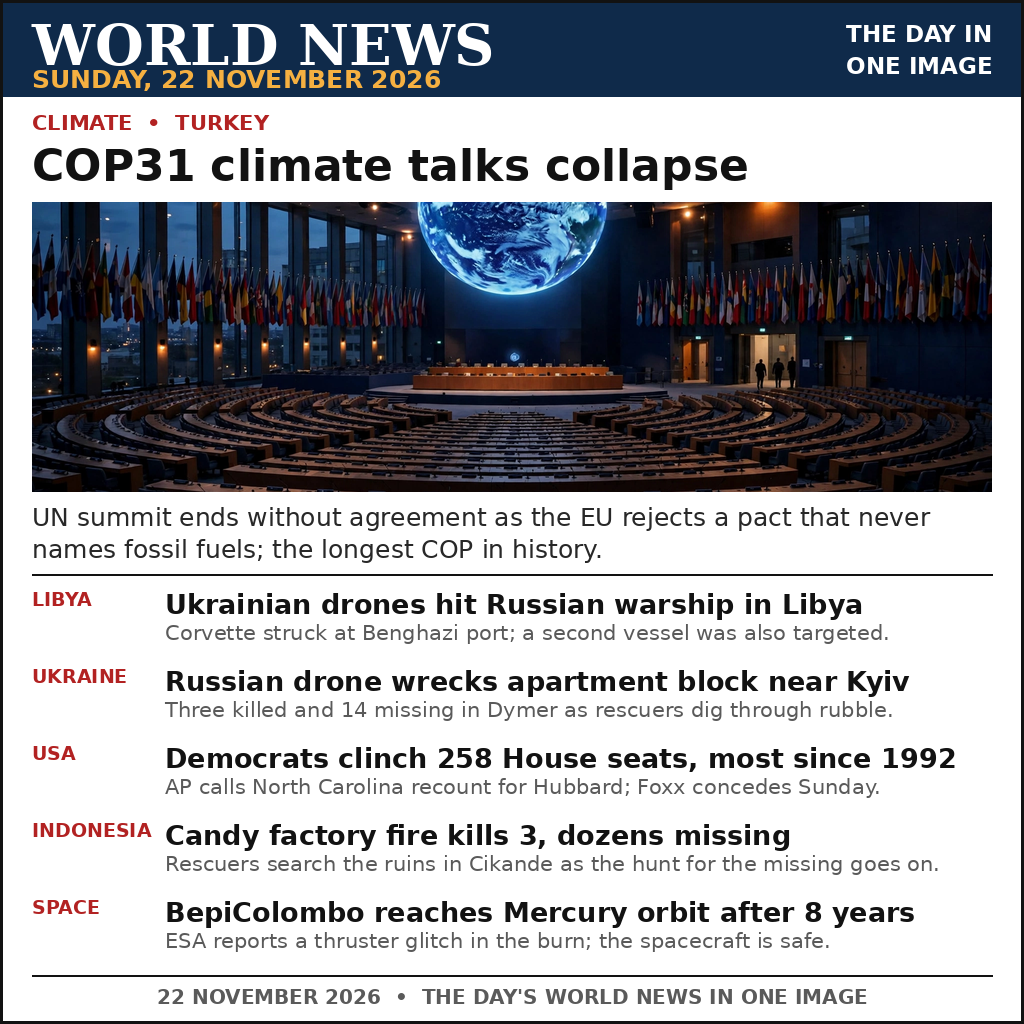 WORLD NEWS
SUNDAY, 22 NOVEMBER 2026
THE DAY IN
ONE IMAGE
CLIMATE • TURKEY
COP31 climate talks collapse
UN summit ends without agreement as the EU rejects a pact that never
names fossil fuels; the longest COP in history.
LIBYA
Ukrainian drones hit Russian warship in Libya
Corvette struck at Benghazi port; a second vessel was also targeted.
UKRAINE
Russian drone wrecks apartment block near Kyiv
Three killed and 14 missing in Dymer as rescuers dig through rubble.
USA
Democrats clinch 258 House seats, most since 1992
AP calls North Carolina recount for Hubbard; Foxx concedes Sunday.
INDONESIA
Candy factory fire kills 3, dozens missing
Rescuers search the ruins in Cikande as the hunt for the missing goes on.
SPACE
BepiColombo reaches Mercury orbit after 8 years
ESA reports a thruster glitch in the burn; the spacecraft is safe.
22 NOVEMBER 2026 • THE DAY'S WORLD NEWS IN ONE IMAGE